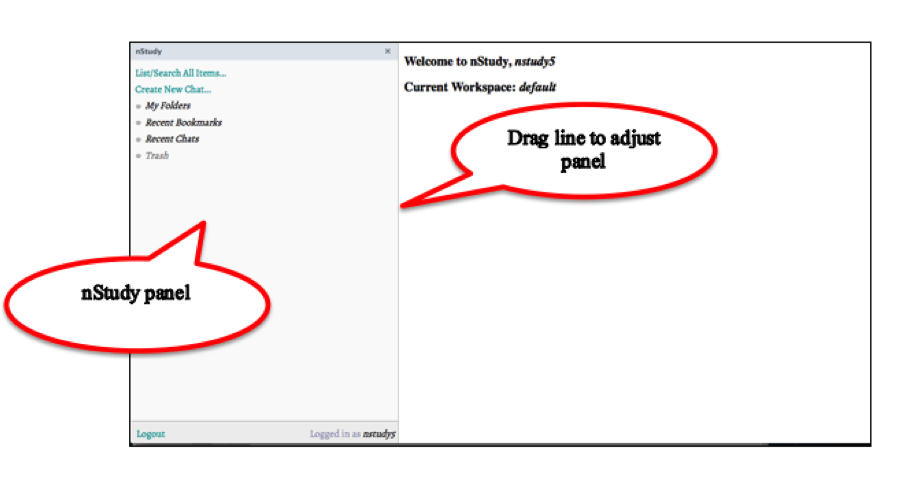 nStudy ×
List/Search All Items...
Create New Chat...
My Folders
Recent Bookmarks
Recent Chats
Trash
Logout
Logged in as nstudy5
Welcome to nStudy, nstudy5
Current Workspace: default
Drag line to adjust
panel
nStudy panel